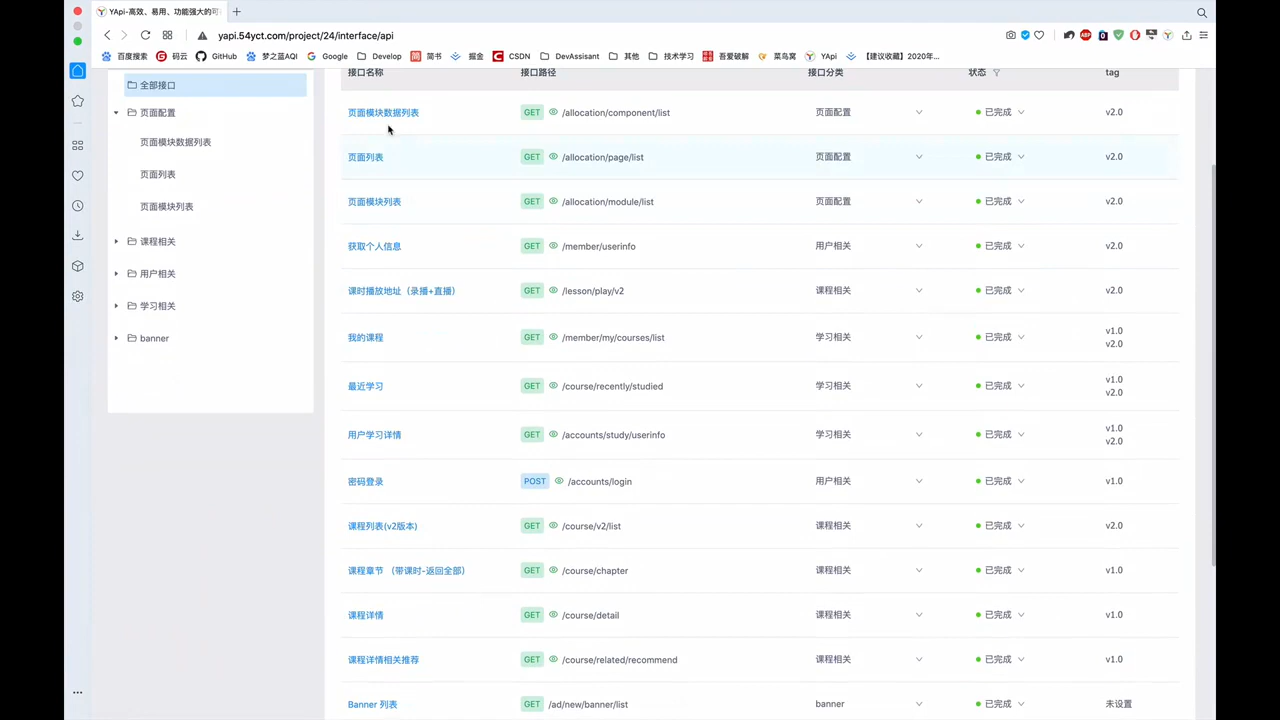 YApi-高效、易用、功能强大的可
yapi.54yct.com/project/24/interface/api
百度搜索 码云 GitHub 梦之蓝AQI Google Develop 简书 掘金 CSDN DevAssisant 其他 技术学习 吾爱破解 菜鸟窝 YApi 【建议收藏】2020年...
全部接口
页面配置
页面模块数据列表
页面列表
页面模块列表
课程相关
用户相关
学习相关
banner
接口名称 接口路径 接口分类 状态 tag
页面模块数据列表 GET /allocation/component/list 页面配置 已完成 v2.0
页面列表 GET /allocation/page/list 页面配置 已完成 v2.0
页面模块列表 GET /allocation/module/list 页面配置 已完成 v2.0
获取个人信息 GET /member/userinfo 用户相关 已完成 v2.0
课时播放地址（录播+直播） GET /lesson/play/v2 课程相关 已完成 v2.0
我的课程 GET /member/my/courses/list 学习相关 已完成 v1.0
v2.0
最近学习 GET /course/recently/studied 学习相关 已完成 v1.0
v2.0
用户学习详情 GET /accounts/study/userinfo 学习相关 已完成 v1.0
v2.0
密码登录 POST /accounts/login 用户相关 已完成 v1.0
课程列表(v2版本) GET /course/v2/list 课程相关 已完成 v2.0
课程章节 （带课时-返回全部） GET /course/chapter 课程相关 已完成 v1.0
课程详情 GET /course/detail 课程相关 已完成 v1.0
课程详情相关推荐 GET /course/related/recommend 课程相关 已完成 v1.0
Banner 列表 GET /ad/new/banner/list banner 已完成 未设置